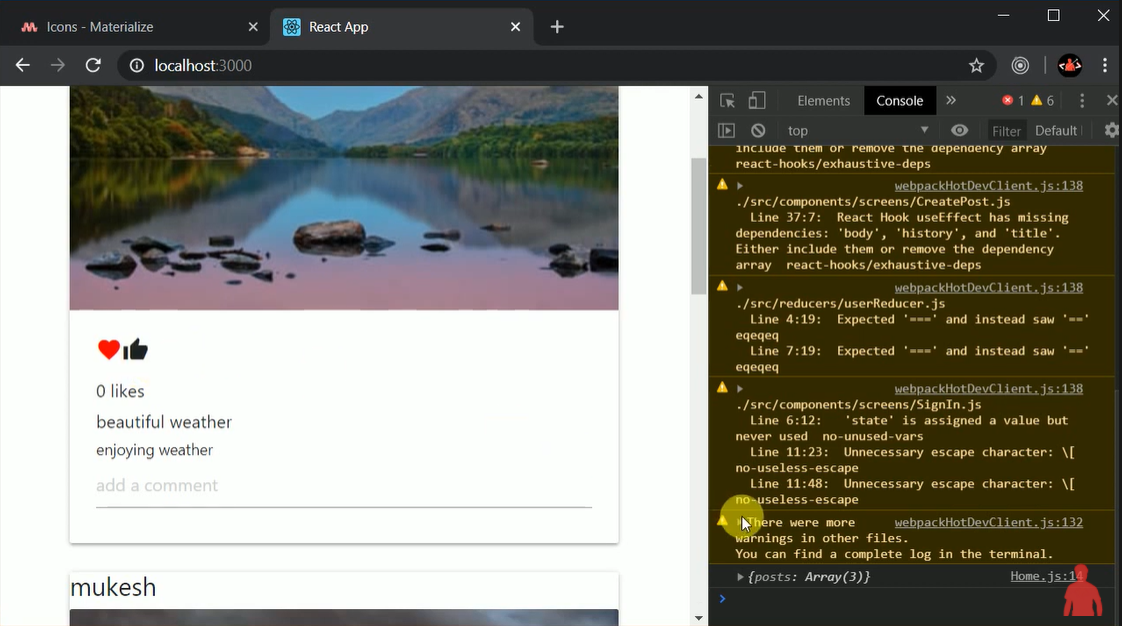 Icons - Materialize
React App
localhost:3000
Elements
Console
1
6
top
Filter
Default
include them or remove the dependency array
react-hooks/exhaustive-deps
webpackHotDevClient.js:138
./src/components/screens/CreatePost.js
Line 37:7: React Hook useEffect has missing
dependencies: 'body', 'history', and 'title'.
Either include them or remove the dependency
array react-hooks/exhaustive-deps
webpackHotDevClient.js:138
./src/reducers/userReducer.js
Line 4:19: Expected '===' and instead saw '=='
eqeqeq
Line 7:19: Expected '===' and instead saw '=='
eqeqeq
webpackHotDevClient.js:138
./src/components/screens/SignIn.js
Line 6:12: 'state' is assigned a value but
never used no-unused-vars
Line 11:23: Unnecessary escape character: \[
no-useless-escape
Line 11:48: Unnecessary escape character: \[
no-useless-escape
There were more webpackHotDevClient.js:132
warnings in other files.
You can find a complete log in the terminal.
{posts: Array(3)} Home.js:14
0 likes
beautiful weather
enjoying weather
add a comment
mukesh